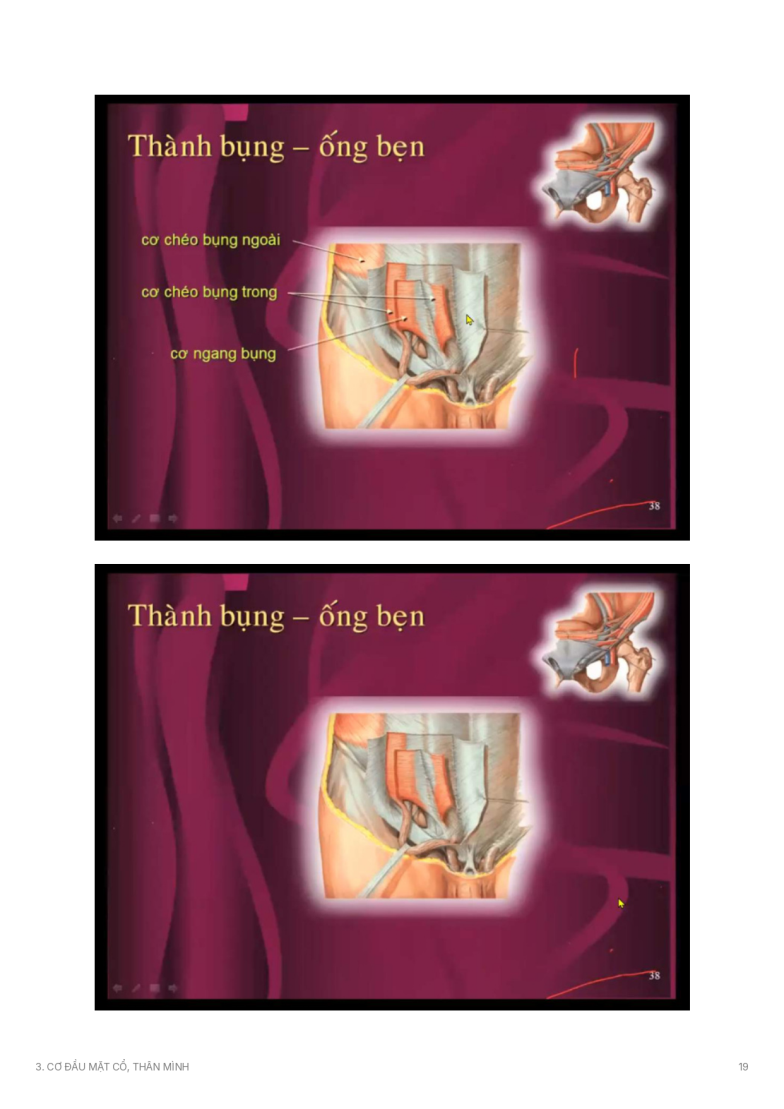 Thành bụng – ống bẹn
cơ chéo bụng ngoài
cơ chéo bụng trong
cơ ngang bụng
38
Thành bụng – ống bẹn
38
3. CƠ ĐẦU MẶT CỔ, THÂN MÌNH
19